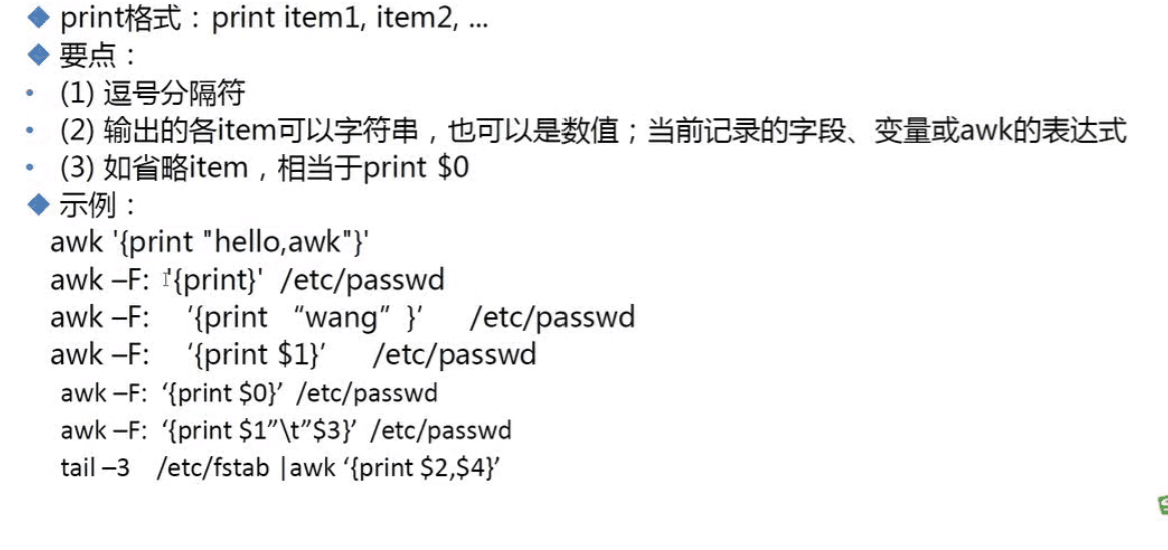 ◆ print格式：print item1, item2, ...
◆ 要点：
• (1) 逗号分隔符
• (2) 输出的各item可以字符串，也可以是数值；当前记录的字段、变量或awk的表达式
• (3) 如省略item，相当于print $0
◆ 示例：
awk '{print "hello,awk"}'
awk –F: '{print}' /etc/passwd
awk –F: ‘{print “wang”}’ /etc/passwd
awk –F: ‘{print $1}’ /etc/passwd
awk –F: ‘{print $0}’ /etc/passwd
awk –F: ‘{print $1”\t”$3}’ /etc/passwd
tail –3 /etc/fstab |awk ‘{print $2,$4}’